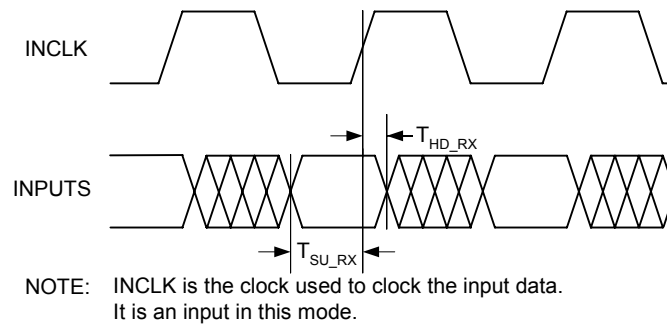 INCLK
T_HD_RX
INPUTS
T_SU_RX
NOTE: INCLK is the clock used to clock the input data.
It is an input in this mode.